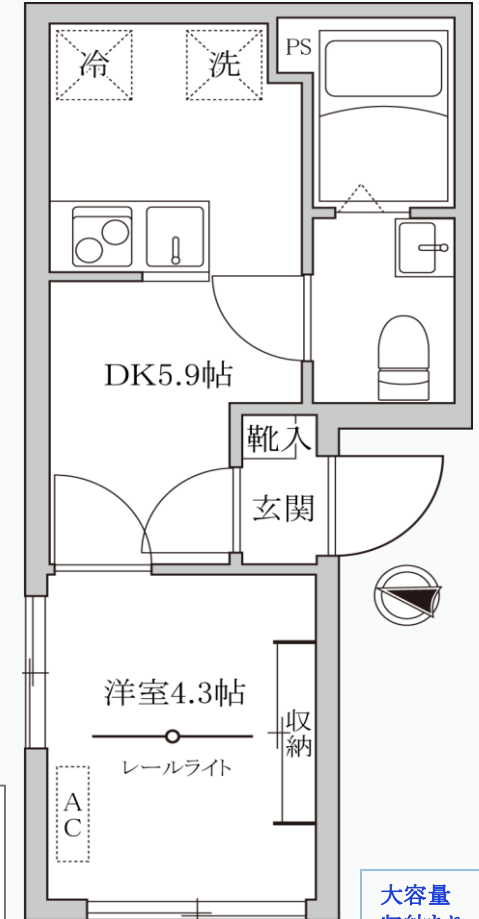 冷
洗
PS
DK5.9帖
靴入
玄関
洋室4.3帖
収納
レールライト
AC
大容量